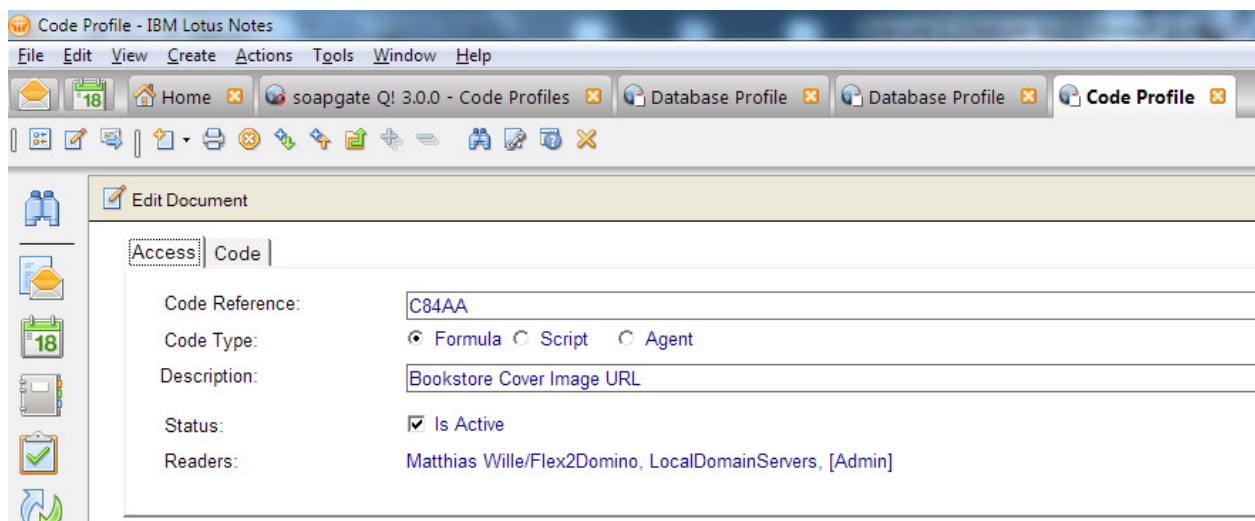 Code Profile - IBM Lotus Notes
File Edit View Create Actions Tools Window Help
18 Home soapgate Q! 3.0.0 - Code Profiles Database Profile Database Profile Code Profile
Edit Document
Access Code
Code Reference: C84AA
18 Code Type: Formula Script Agent
Description: Bookstore Cover Image URL
Status: Is Active
Readers: Matthias Wille/Flex2Domino, LocalDomainServers, [Admin]